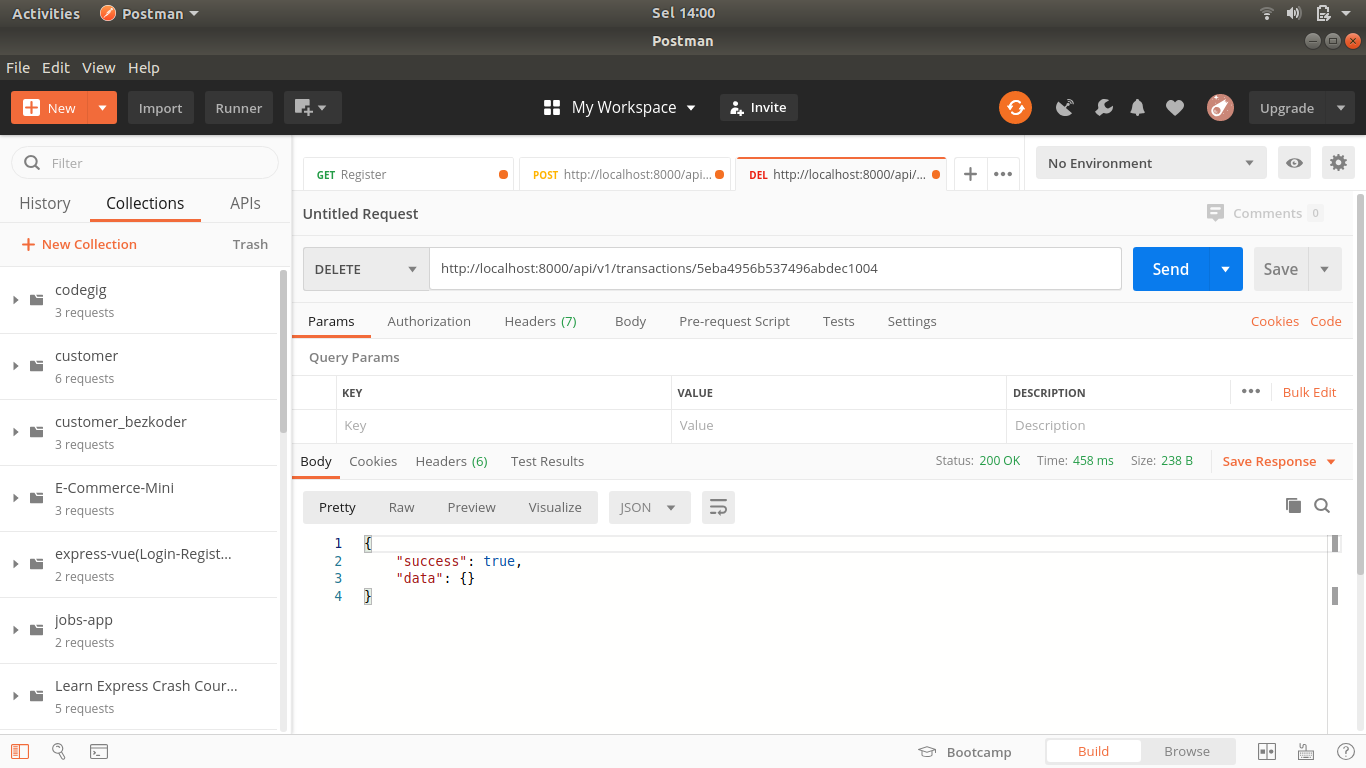 Activities Postman Sel 14:00
Postman
File Edit View Help
New Import Runner My Workspace Invite Upgrade
Filter
History Collections APIs
New Collection Trash
codegig
3 requests
customer
6 requests
customer_bezkoder
3 requests
E-Commerce-Mini
3 requests
express-vue(Login-Regist...
2 requests
jobs-app
2 requests
Learn Express Crash Cour...
5 requests
GET Register POST http://localhost:8000/api... DEL http://localhost:8000/api/... No Environment
Untitled Request Comments 0
DELETE http://localhost:8000/api/v1/transactions/5eba4956b537496abdec1004 Send Save
Params Authorization Headers (7) Body Pre-request Script Tests Settings Cookies Code
Query Params
KEY VALUE DESCRIPTION Bulk Edit
Key Value Description
Body Cookies Headers (6) Test Results Status: 200 OK Time: 458 ms Size: 238 B Save Response
Pretty Raw Preview Visualize JSON
1 {
2 "success": true,
3 "data": {}
4 }
Bootcamp Build Browse